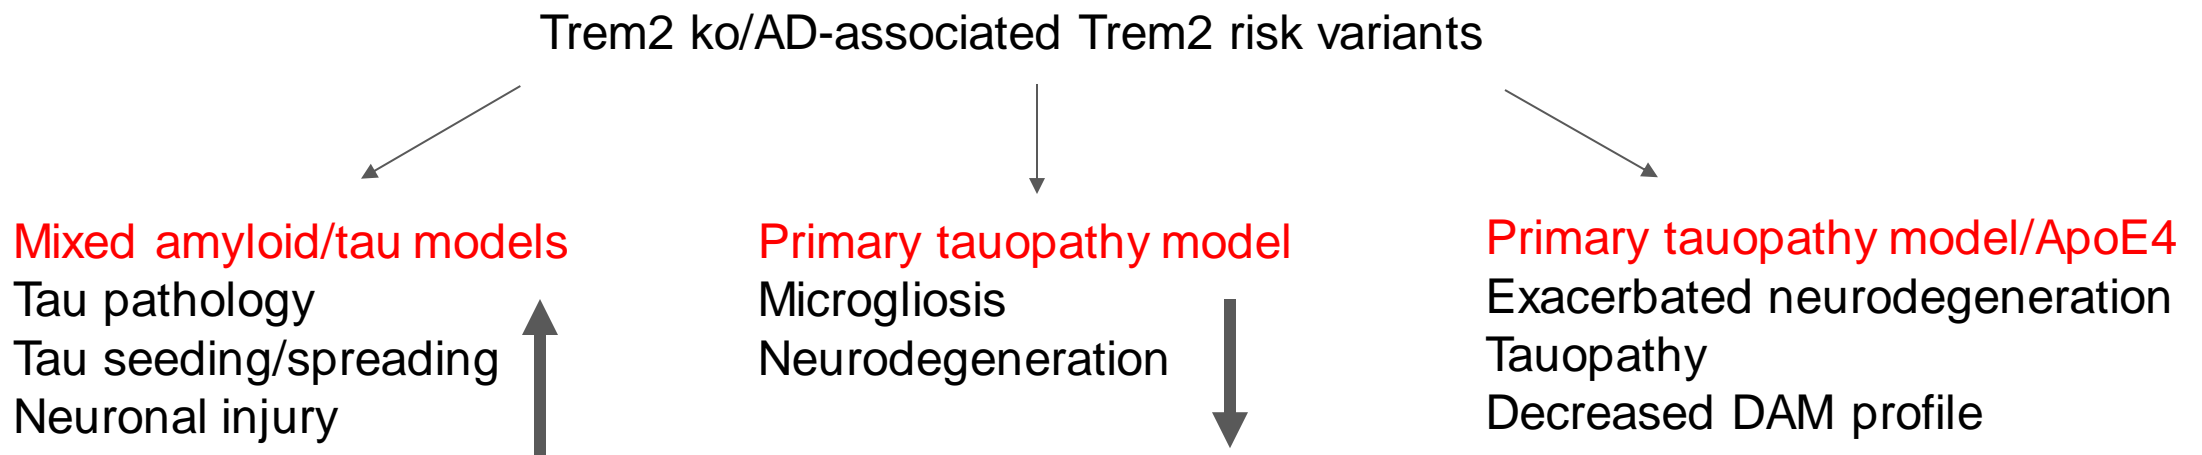 Trem2 ko/AD-associated Trem2 risk variants
Mixed amyloid/tau models
Tau pathology
Tau seeding/spreading
Neuronal injury
Primary tauopathy model
Microgliosis
Neurodegeneration
Primary tauopathy model/ApoE4
Exacerbated neurodegeneration
Tauopathy
Decreased DAM profile